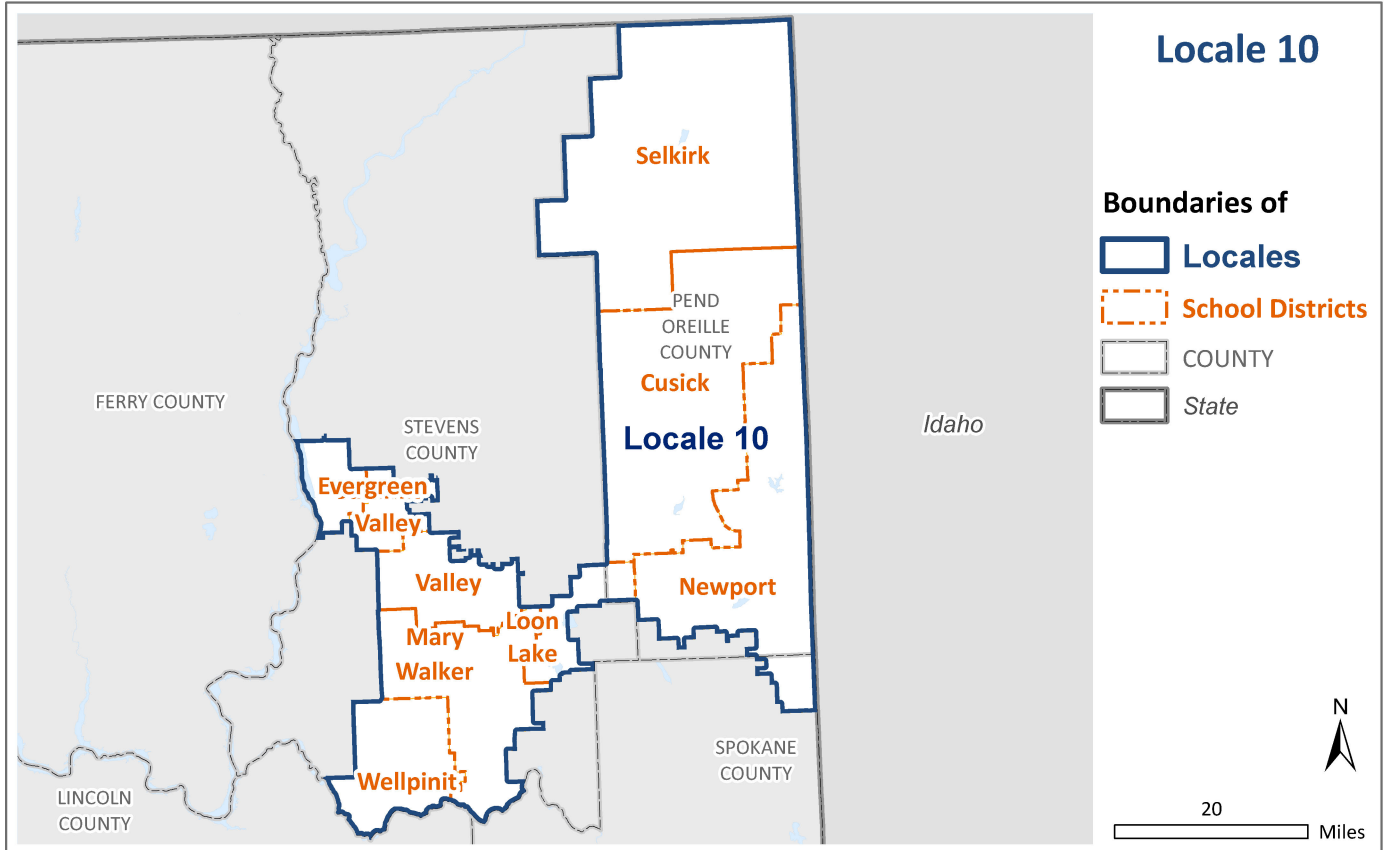 Locale 10
Boundaries of
Locales
School Districts
COUNTY
State
N
20
Miles
Selkirk
PEND
OREILLE
COUNTY
Cusick
Locale 10
Idaho
FERRY COUNTY
STEVENS
COUNTY
Evergreen
Valley
Valley
Newport
Loon
Lake
Mary
Walker
Wellpinit
SPOKANE
COUNTY
LINCOLN
COUNTY